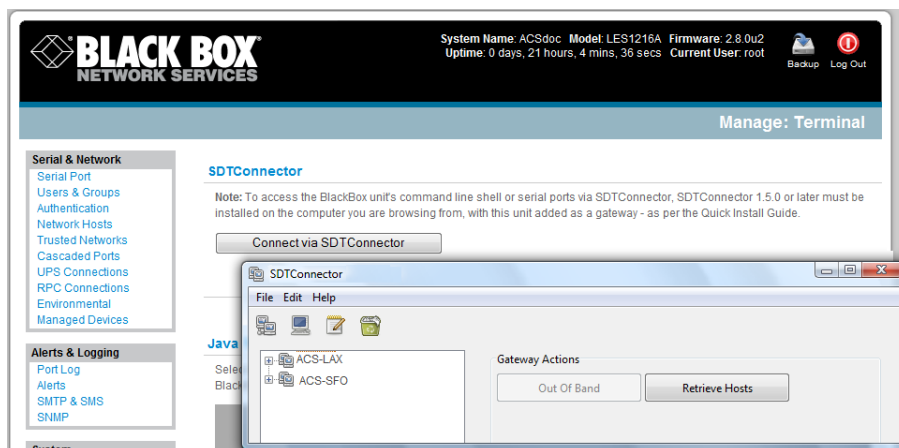 BLACK BOX
NETWORK SERVICES
System Name: ACSdoc Model: LES1216A Firmware: 2.8.0u2
Uptime: 0 days, 21 hours, 4 mins, 36 secs Current User: root
Backup Log Out
Manage: Terminal
Serial & Network
Serial Port
Users & Groups
Authentication
Network Hosts
Trusted Networks
Cascaded Ports
UPS Connections
RPC Connections
Environmental
Managed Devices
Alerts & Logging
Port Log
Alerts
SMTP & SMS
SNMP
SDTConnector
Note: To access the BlackBox unit's command line shell or serial ports via SDTConnector, SDTConnector 1.5.0 or later must be
installed on the computer you are browsing from, with this unit added as a gateway - as per the Quick Install Guide.
Connect via SDTConnector
Java
SDTConnector
File Edit Help
ACS-LAX
ACS-SFO
Gateway Actions
Out Of Band
Retrieve Hosts